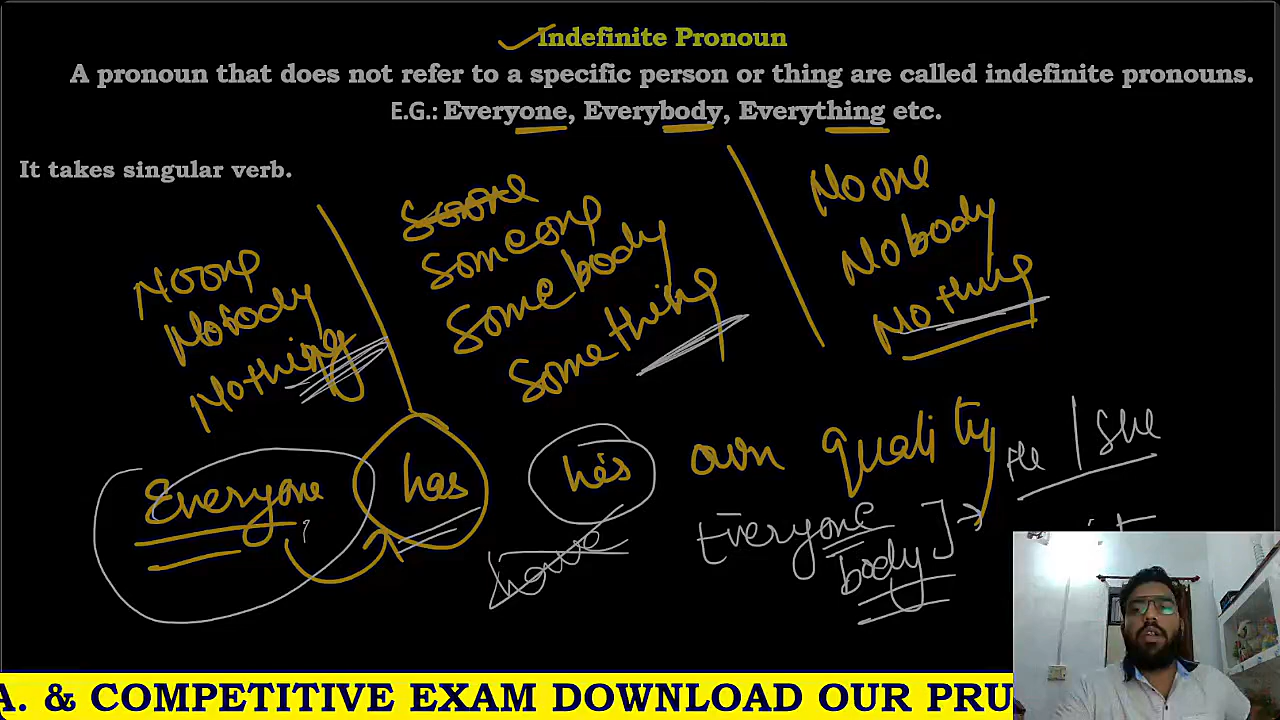 Indefinite Pronoun
A pronoun that does not refer to a specific person or thing are called indefinite pronouns.
E.G.: Everyone, Everybody, Everything etc.
It takes singular verb.
Noone
Nobody
Nothing
Someone
Somebody
Something
No one
Nobody
Nothing
Everyone has his own quality
he / she
Everyone
body
have
A. & COMPETITIVE EXAM DOWNLOAD OUR PRU